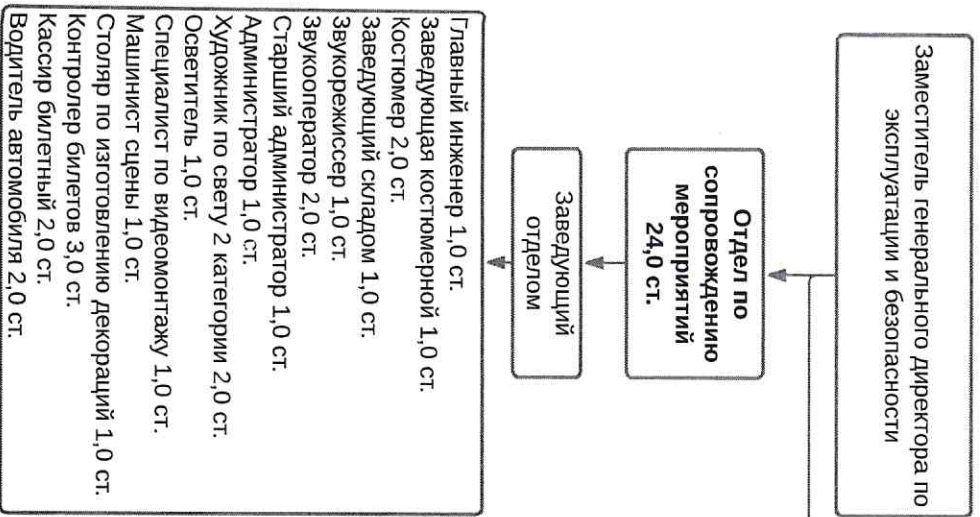 Заместитель генерального директора по
эксплуатации и безопасности
Отдел по
сопровождению
мероприятий
24,0 ст.
Заведующий
отделом
Главный инженер 1,0 ст.
Заведующая костюмерной 1,0 ст.
Костюмер 2,0 ст.
Заведующий складом 1,0 ст.
Звукорежиссер 1,0 ст.
Звукооператор 2,0 ст.
Старший администратор 1,0 ст.
Администратор 1,0 ст.
Художник по свету 2 категории 2,0 ст.
Осветитель 1,0 ст.
Специалист по видеомонтажу 1,0 ст.
Машинист сцены 1,0 ст.
Столяр по изготовлению декораций 1,0 ст.
Контролер билетов 3,0 ст.
Кассир билетный 2,0 ст.
Водитель автомобиля 2,0 ст.